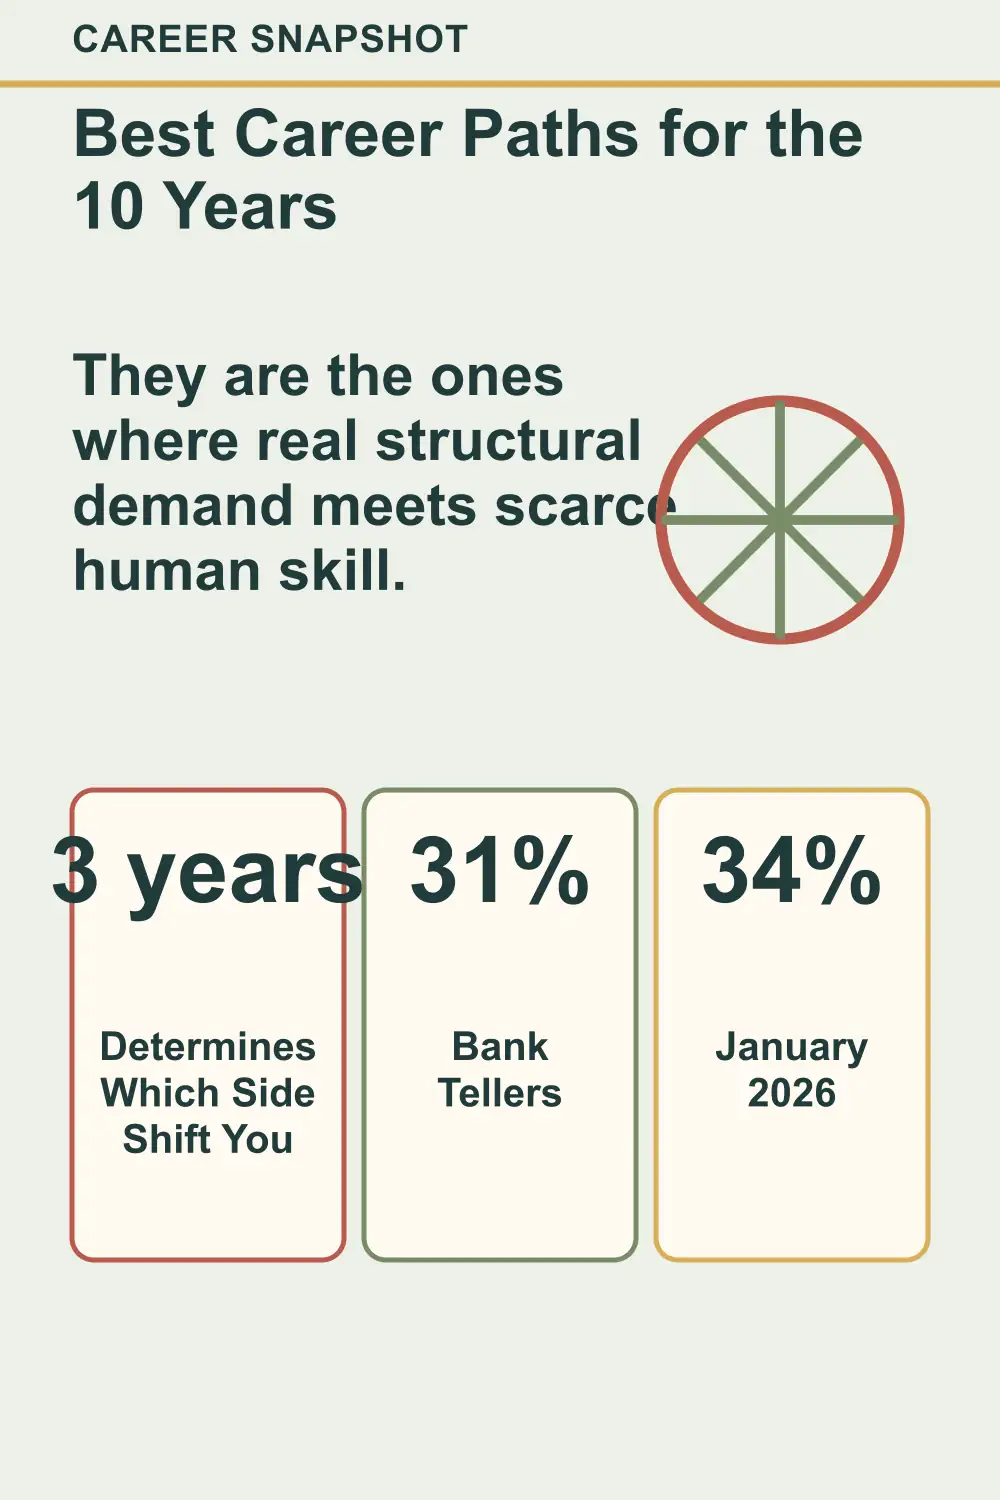 CAREER SNAPSHOT
Best Career Paths for the
10 Years
They are the ones
where real structural
demand meets scarce
human skill.
3 years
31%
34%
Determines
Which Side
Shift You
Bank
Tellers
January
2026